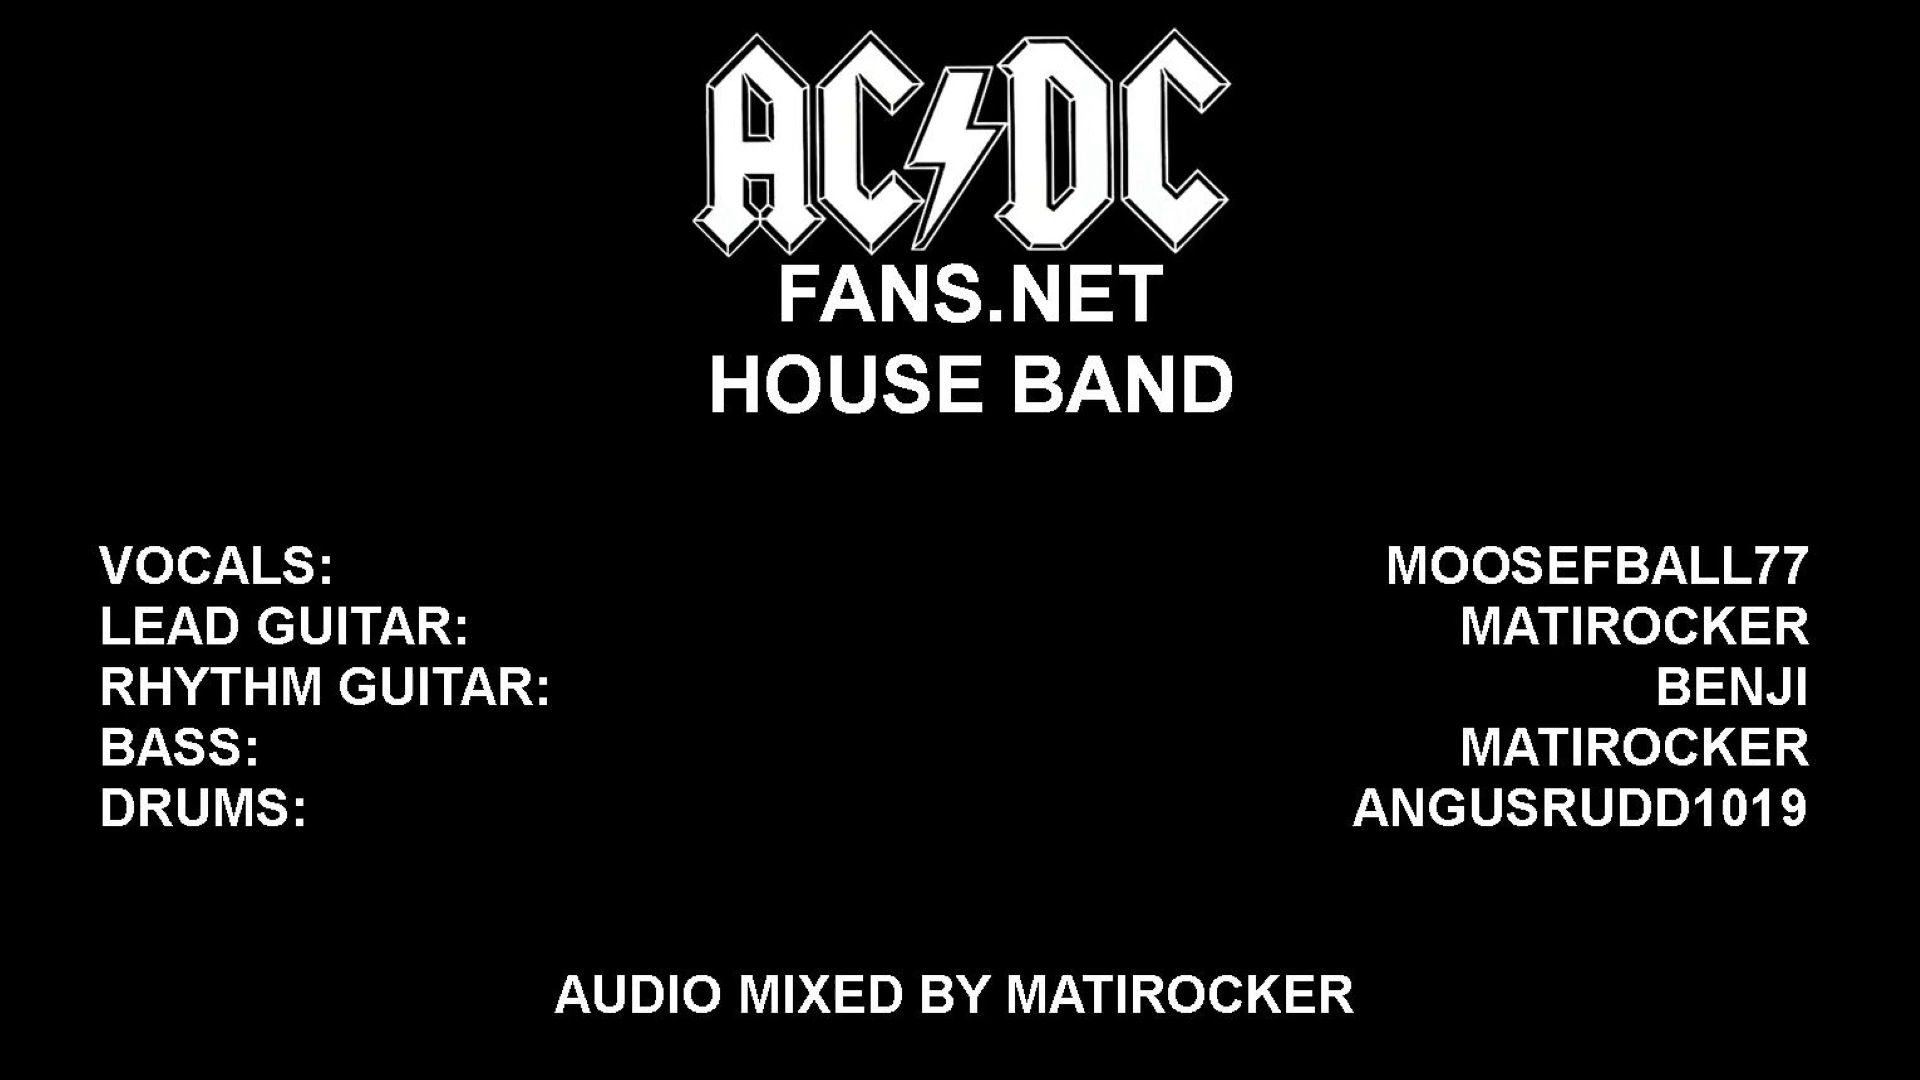 AC⚡DC
FANS.NET
HOUSE BAND
VOCALS: MOOSEFBALL77
LEAD GUITAR: MATIROCKER
RHYTHM GUITAR: BENJI
BASS: MATIROCKER
DRUMS: ANGUSRUDD1019
AUDIO MIXED BY MATIROCKER